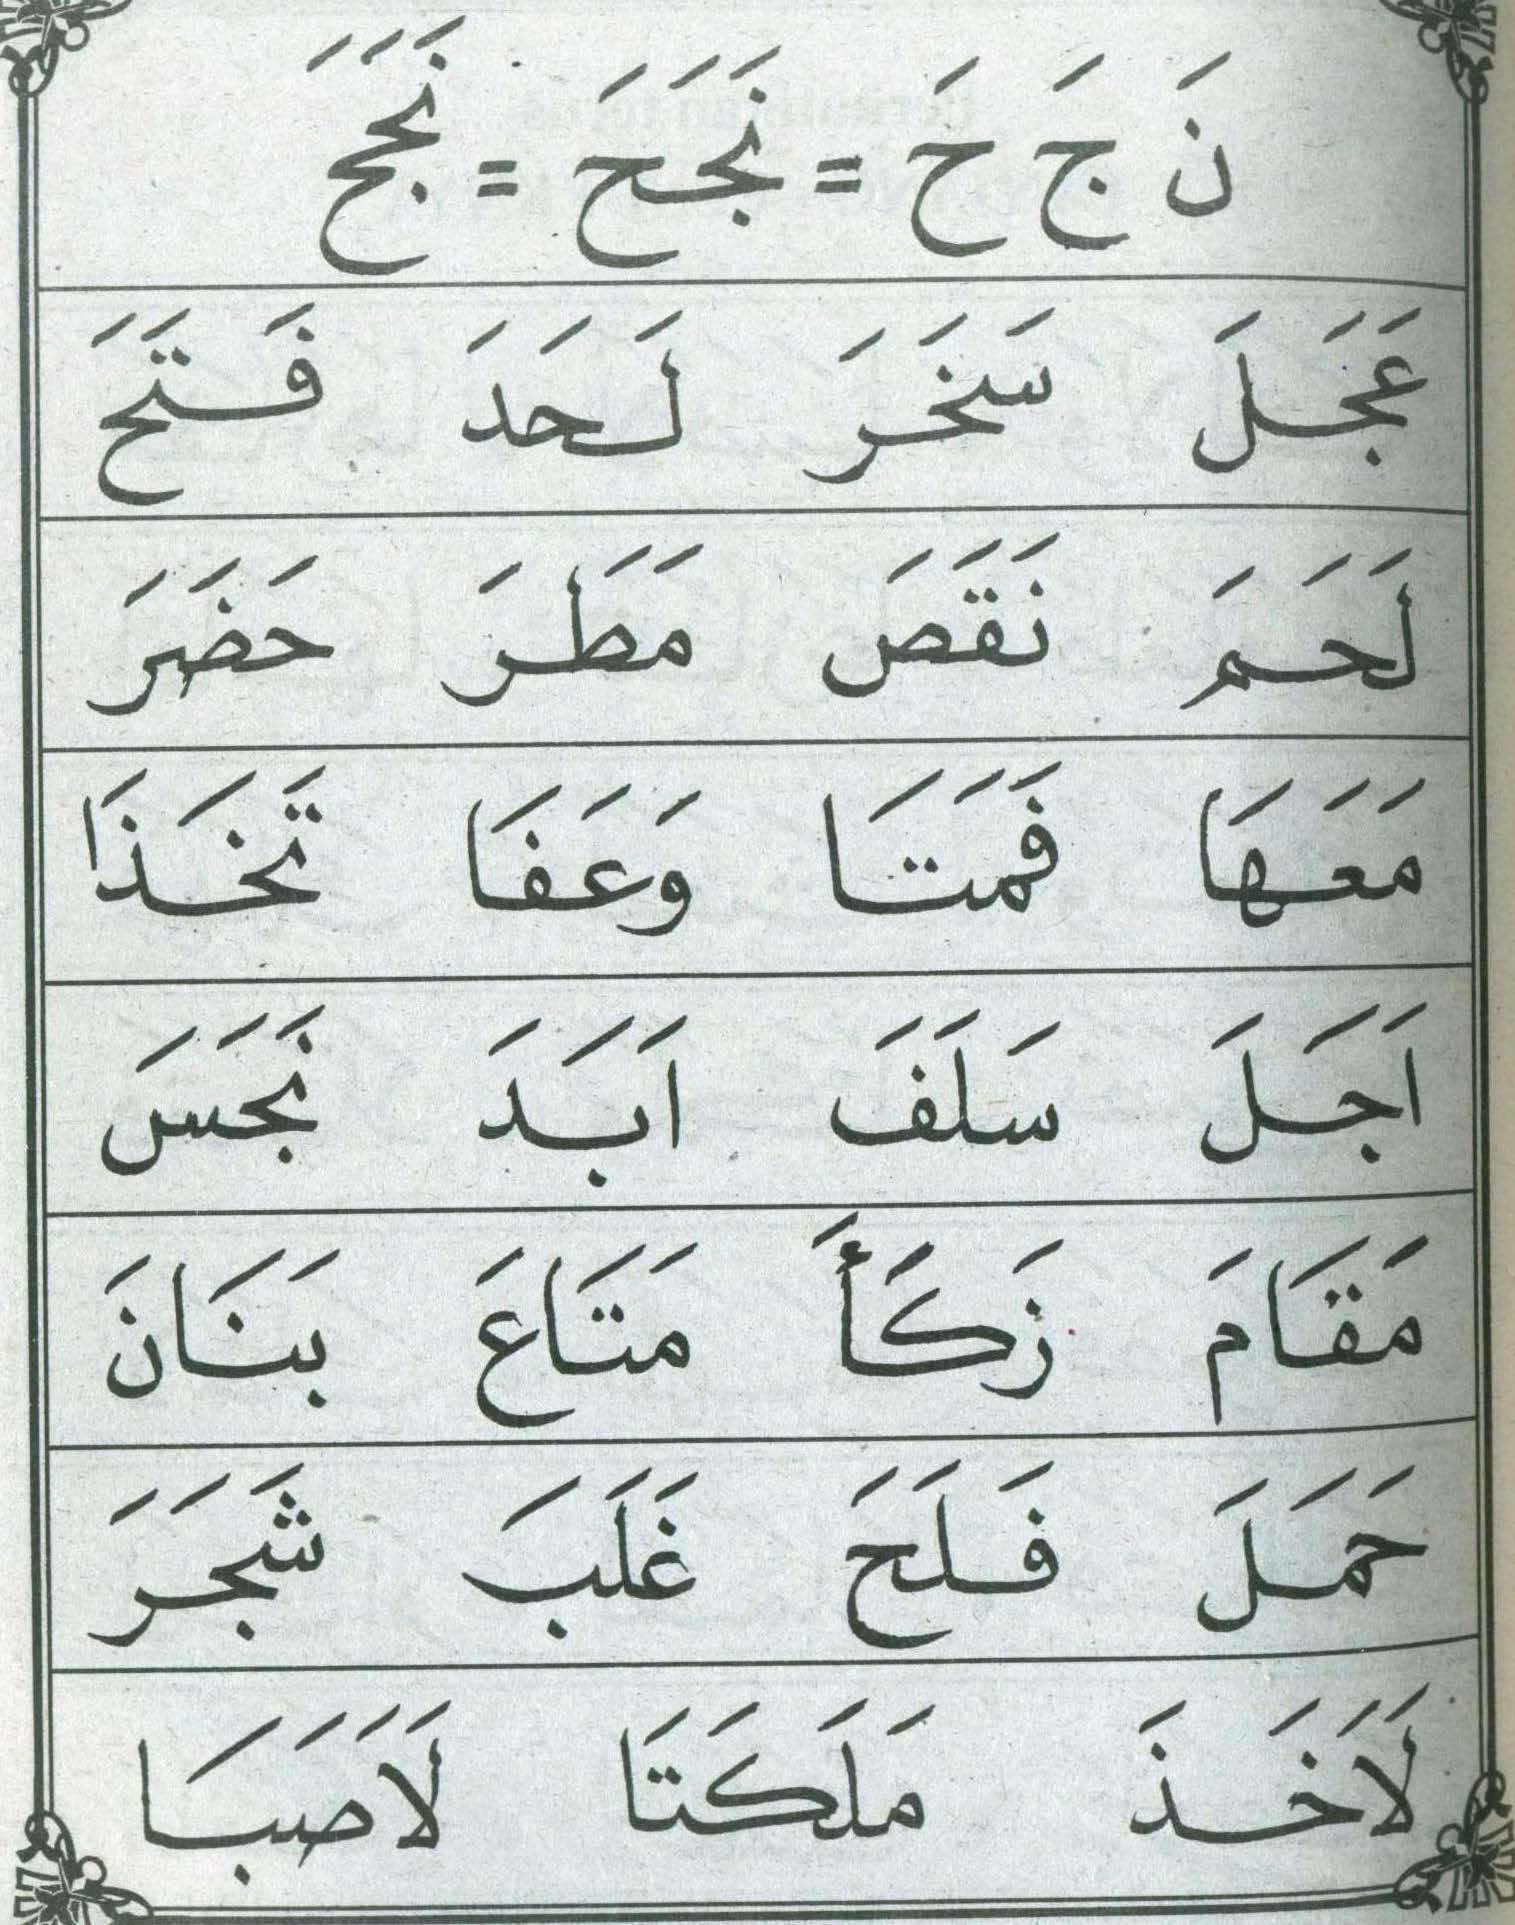 نَ جَ حَ = نَجَحَ = نَجَحَ
عَجَلَ سَخَرَ لَحَدَ فَتَحَ
لَحَمَ نَقَصَ مَطَرَ حَضَرَ
مَعَهَا فَمَتَا وَعَفَا تَخَذَا
اَجَلَ سَلَفَ اَبَدَ نَجَسَ
مَقَامَ زَكَأَ مَتَاعَ بَنَانَ
حَمَلَ فَلَحَ غَلَبَ شَجَرَ
لَاَخَذَ مَلَكَتَا لَاَصَبَا